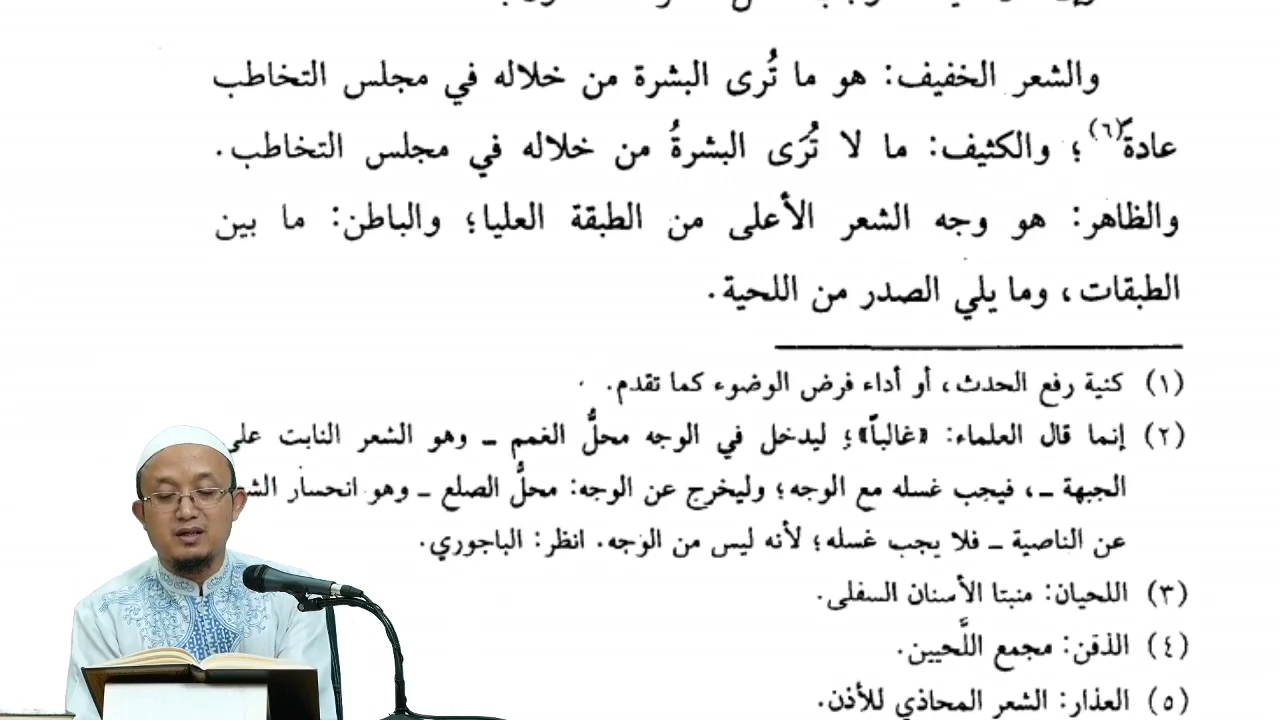 والشعر الخفيف: هو ما تُرى البشرة من خلاله في مجلس التخاطب
عادةً(٦)؛ والكثيف: ما لا تُرَى البشرةُ من خلاله في مجلس التخاطب.
والظاهر: هو وجه الشعر الأعلى من الطبقة العليا؛ والباطن: ما بين
الطبقات، وما يلي الصدر من اللحية.
(١) كنية رفع الحدث، أو أداء فرض الوضوء كما تقدم.
(٢) إنما قال العلماء: «غالباً»؛ ليدخل في الوجه محلُّ الغمم ـ وهو الشعر النابت على
الجبهة ـ، فيجب غسله مع الوجه؛ وليخرج عن الوجه: محلُّ الصلع ـ وهو انحسار
عن الناصية ـ فلا يجب غسله؛ لأنه ليس من الوجه. انظر: الباجوري.
(٣) اللحيان: منبتا الأسنان السفلى.
(٤) الذقن: مجمع اللَّحيين.
(٥) العذار: الشعر المحاذي للأذن.